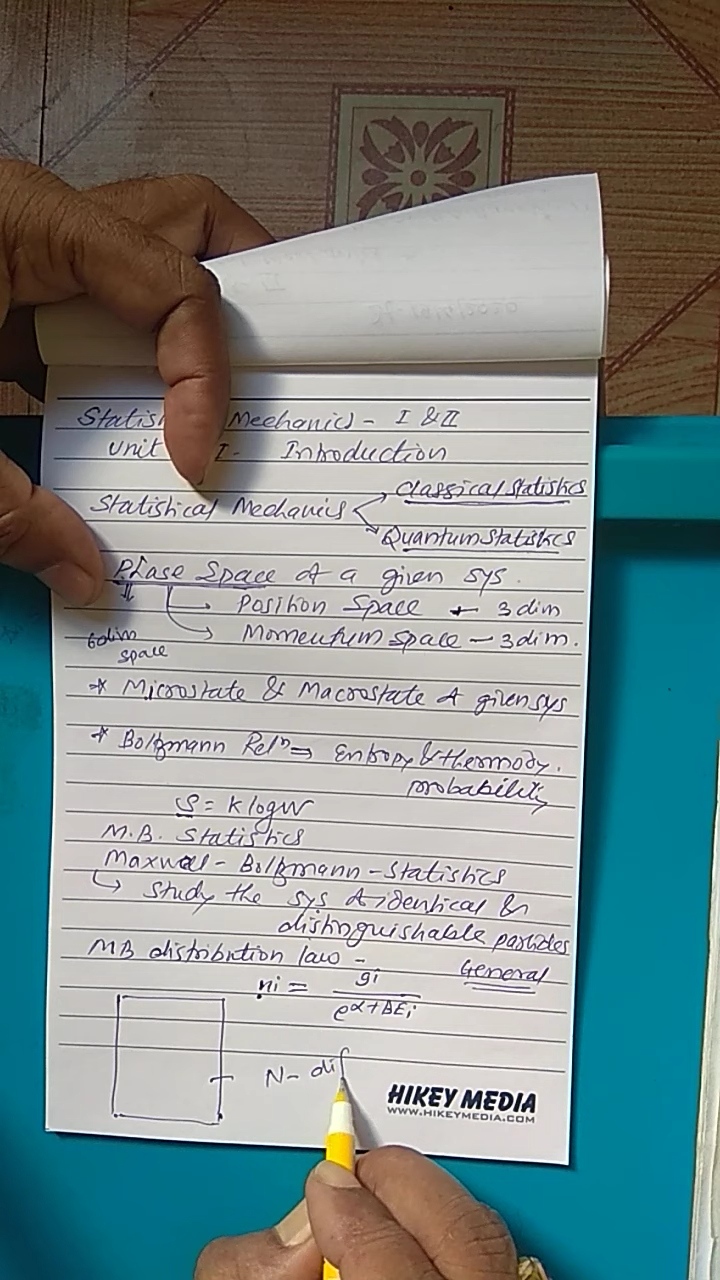 Mechanics - I & II
Unit I - Introduction
Statistical Mechanics
Classical Statistics
Quantum Statistics
Phase Space of a given sys.
Position Space - 3 dim
Momentum space - 3 dim.
6 dim
space
* Microstate & Macrostate of given sys
* Boltzmann Relⁿ ⇒ Entropy & thermody.
probability
S = K log W
M.B. Statistics
Maxwell - Boltzmann - Statistics
↳ Study the sys of identical &
distinguishable particles
MB distribution law -
General
ni = gi / e^α+βEi
N - dif
HIKEY MEDIA
WWW.HIKEYMEDIA.COM